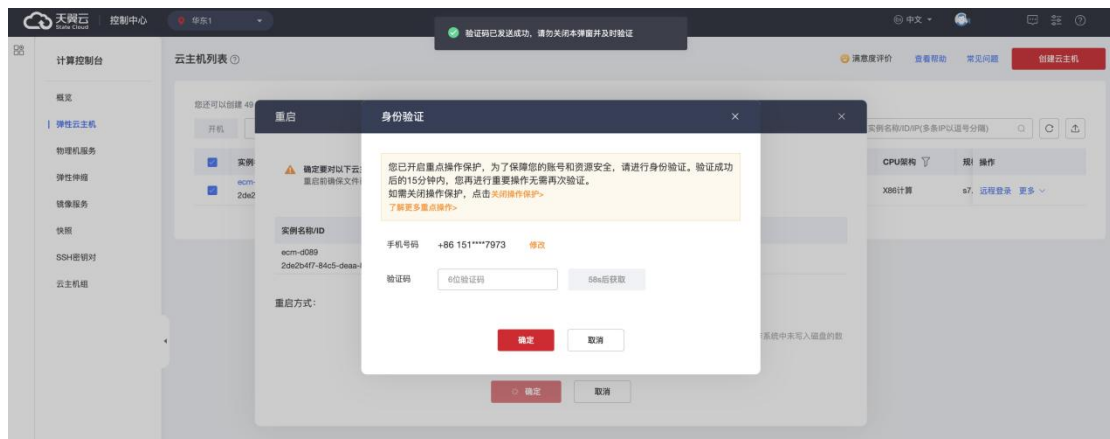 天翼云
State Cloud
控制中心
华东1
验证码已发送成功，请勿关闭本弹窗并及时验证
中文
计算控制台
云主机列表
满意度评价
查看帮助
常见问题
创建云主机
概览
弹性云主机
物理机服务
弹性伸缩
镜像服务
快照
SSH密钥对
云主机组
您还可以创建 49
开机
实例名称/ID/IP(多条IP以逗号分隔)
实例
CPU架构
规
操作
ecm-
2de2
X86计算
s7.
远程登录 更多
重启
确定要对以下云
重启前确保文件
实例名称/ID
ecm-d089
2de2b4f7-84c5-deaa-
重启方式：
系统中未写入磁盘的数
确定
取消
身份验证
您已开启重点操作保护，为了保障您的账号和资源安全，请进行身份验证。验证成功
后的15分钟内，您再进行重要操作无需再次验证。
如需关闭操作保护，点击关闭操作保护>
了解更多重点操作>
手机号码 +86 151****7973 修改
验证码 6位验证码 58s后获取
确定 取消